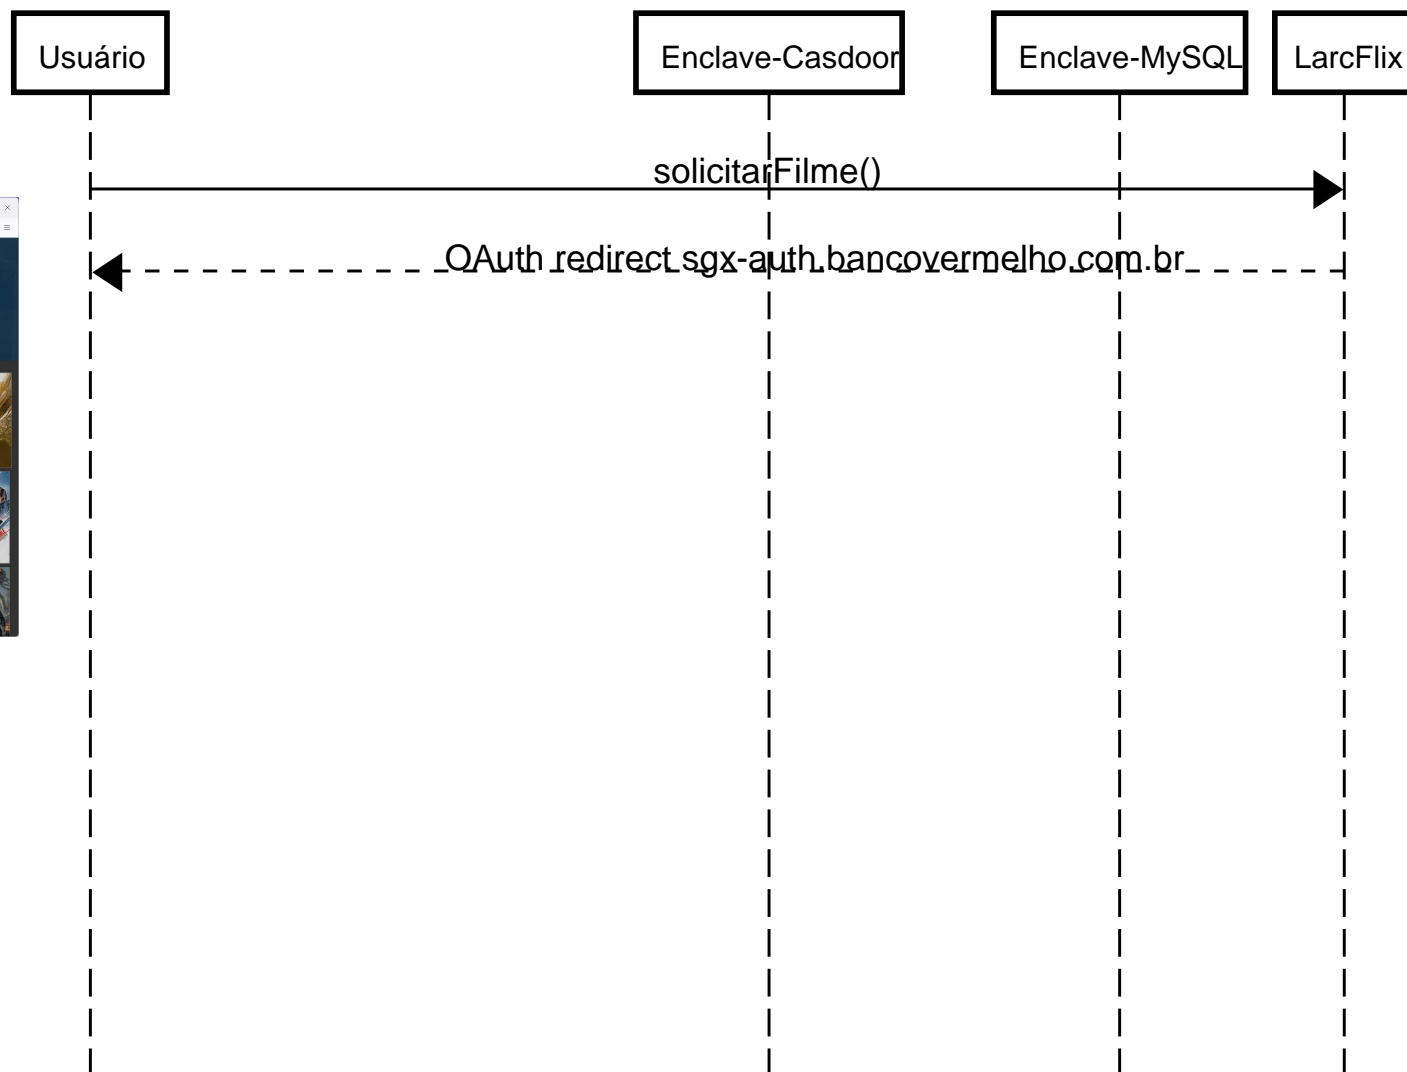 Usuário
Enclave-Casdoor
Enclave-MySQL
LarcFlix
solicitarFilme()
OAuth redirect sgx-auth.bancovermelho.com.br